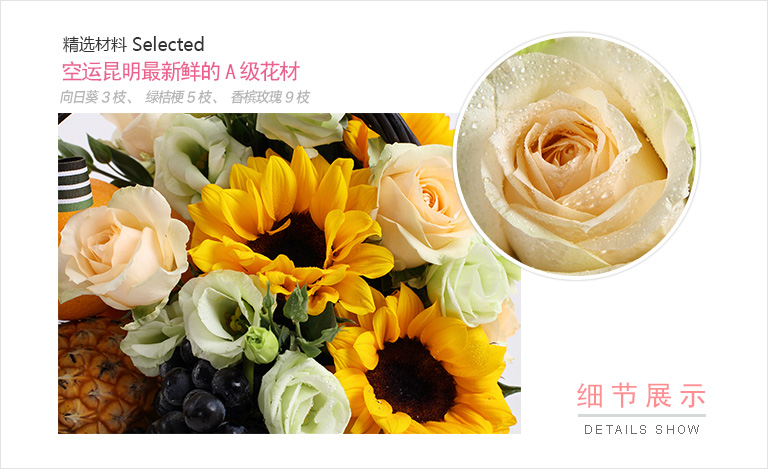 精选材料 Selected
空运昆明最新鲜的 A 级花材
向日葵 3 枝、 绿桔梗 5 枝、 香槟玫瑰 9 枝
细节展示
DETAILS SHOW